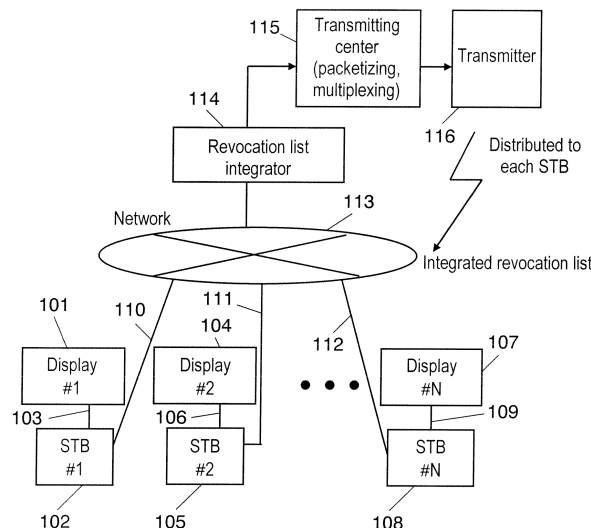 115
Transmitting
center
(packetizing,
multiplexing)
Transmitter
114
116
Revocation list
integrator
Distributed to
each STB
113
Network
Integrated revocation list
101
110
111
104
112
107
Display
#1
Display
#2
Display
#N
103
106
109
STB
#1
STB
#2
STB
#N
102
105
108